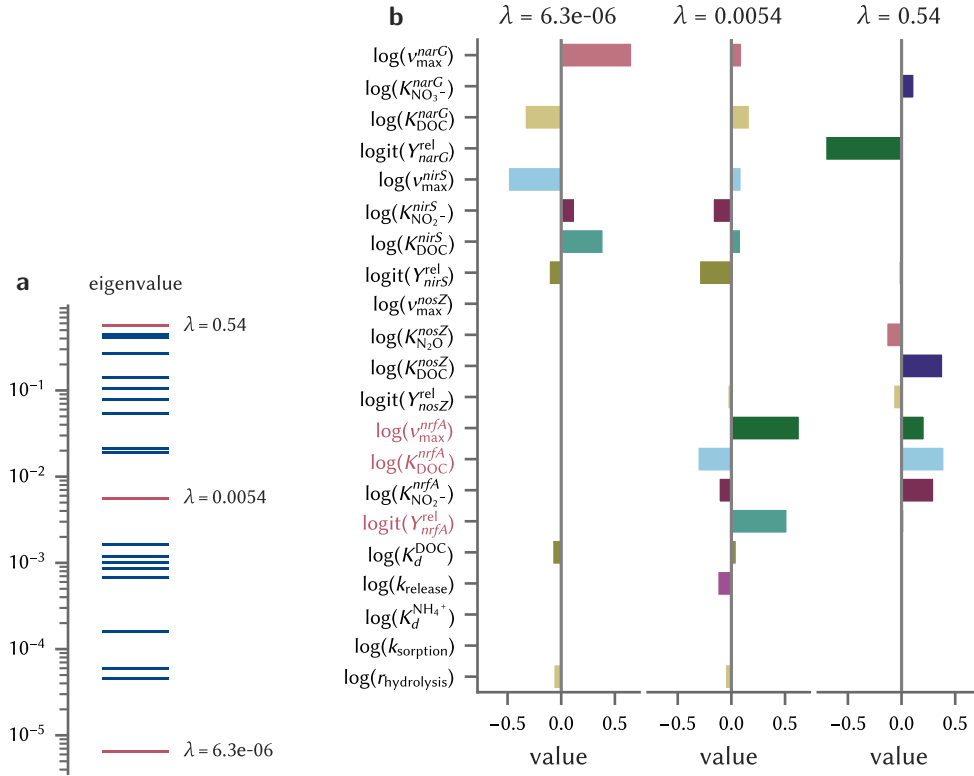 a
eigenvalue
λ = 0.54
10⁻¹
10⁻²
λ = 0.0054
10⁻³
10⁻⁴
10⁻⁵
λ = 6.3e-06
b
λ = 6.3e-06 λ = 0.0054 λ = 0.54
log(v_max^narG)
log(K_NO₃-^narG)
log(K_DOC^narG)
logit(Y_narG^rel)
log(v_max^nirS)
log(K_NO₂-^nirS)
log(K_DOC^nirS)
logit(Y_nirS^rel)
log(v_max^nosZ)
log(K_N₂O^nosZ)
log(K_DOC^nosZ)
logit(Y_nosZ^rel)
log(v_max^nrfA)
log(K_DOC^nrfA)
log(K_NO₂-^nrfA)
logit(Y_nrfA^rel)
log(K_d^DOC)
log(k_release)
log(K_d^NH₄⁺)
log(k_sorption)
log(r_hydrolysis)
−0.5 0.0 0.5 −0.5 0.0 0.5 −0.5 0.0 0.5
value value value